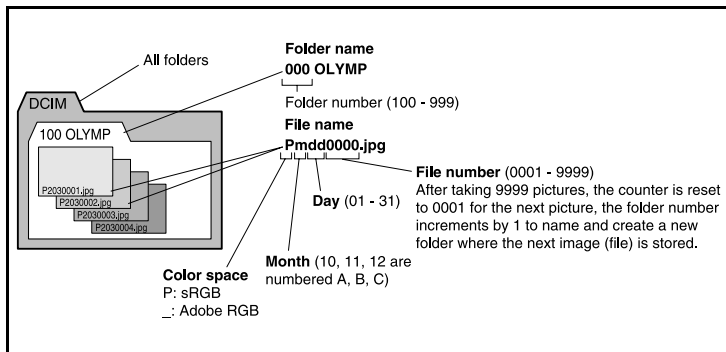 Folder name
All folders
000 OLYMP
Folder number (100 - 999)
DCIM
100 OLYMP
P2030001.jpg
P2030002.jpg
P2030003.jpg
P2030004.jpg
File name
Pmdd0000.jpg
File number (0001 - 9999)
After taking 9999 pictures, the counter is reset
to 0001 for the next picture, the folder number
increments by 1 to name and create a new
folder where the next image (file) is stored.
Day (01 - 31)
Month (10, 11, 12 are
numbered A, B, C)
Color space
P: sRGB
_: Adobe RGB